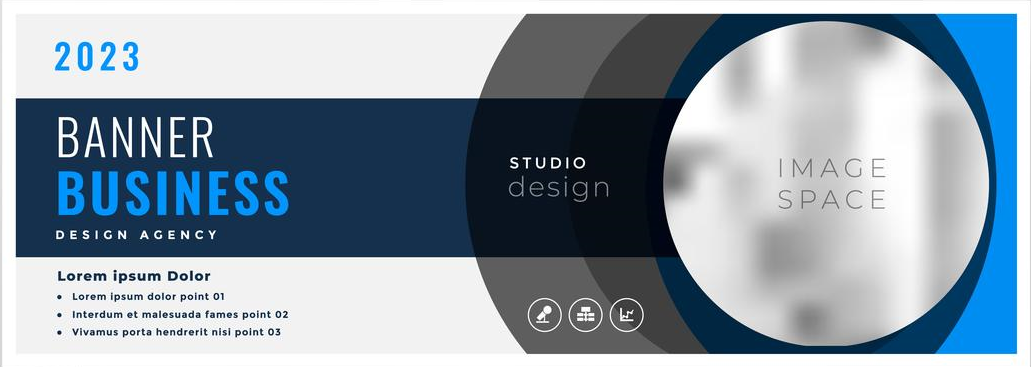 2023
BANNER
BUSINESS
DESIGN AGENCY
Lorem ipsum Dolor
• Lorem ipsum dolor point 01
• Interdum et malesuada fames point 02
• Vivamus porta hendrerit nisi point 03
STUDIO
design
IMAGE
SPACE